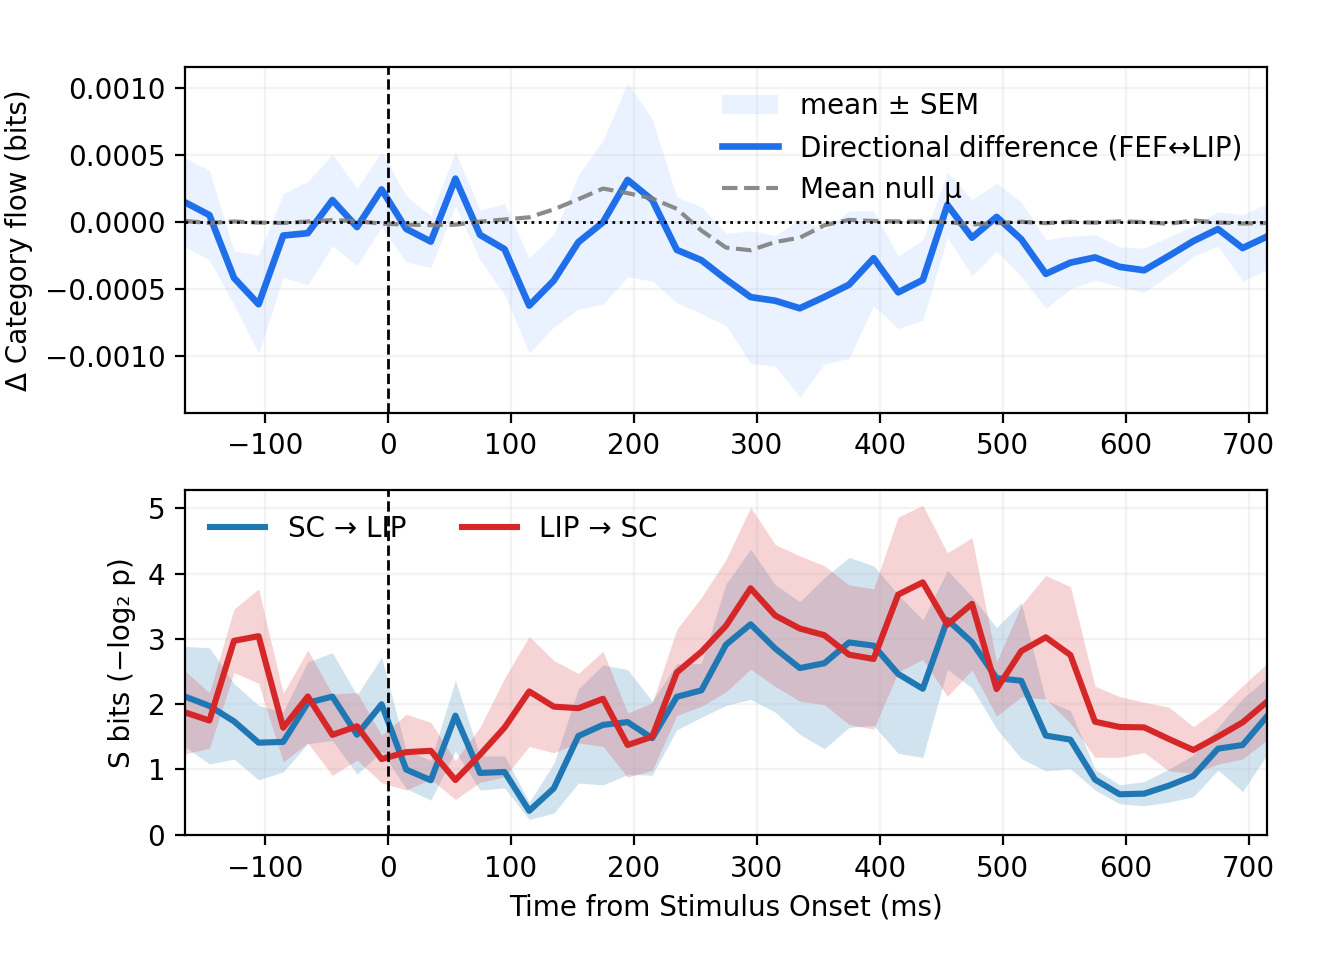 Δ Category flow (bits)
0.0010
0.0005
0.0000
−0.0005
−0.0010
mean ± SEM
Directional difference (FEF↔LIP)
Mean null μ
−100 0 100 200 300 400 500 600 700
S bits (−log₂ p)
5
4
3
2
1
0
SC → LIP LIP → SC
−100 0 100 200 300 400 500 600 700
Time from Stimulus Onset (ms)